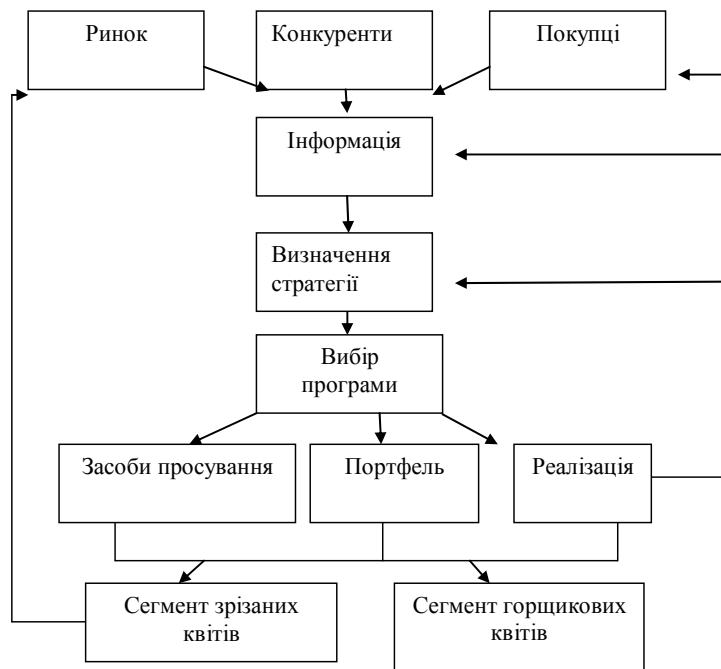 Ринок
Конкуренти
Покупці
Інформація
Визначення
стратегії
Вибір
програми
Засоби просування
Портфель
Реалізація
Сегмент зрізаних
квітів
Сегмент горщикових
квітів